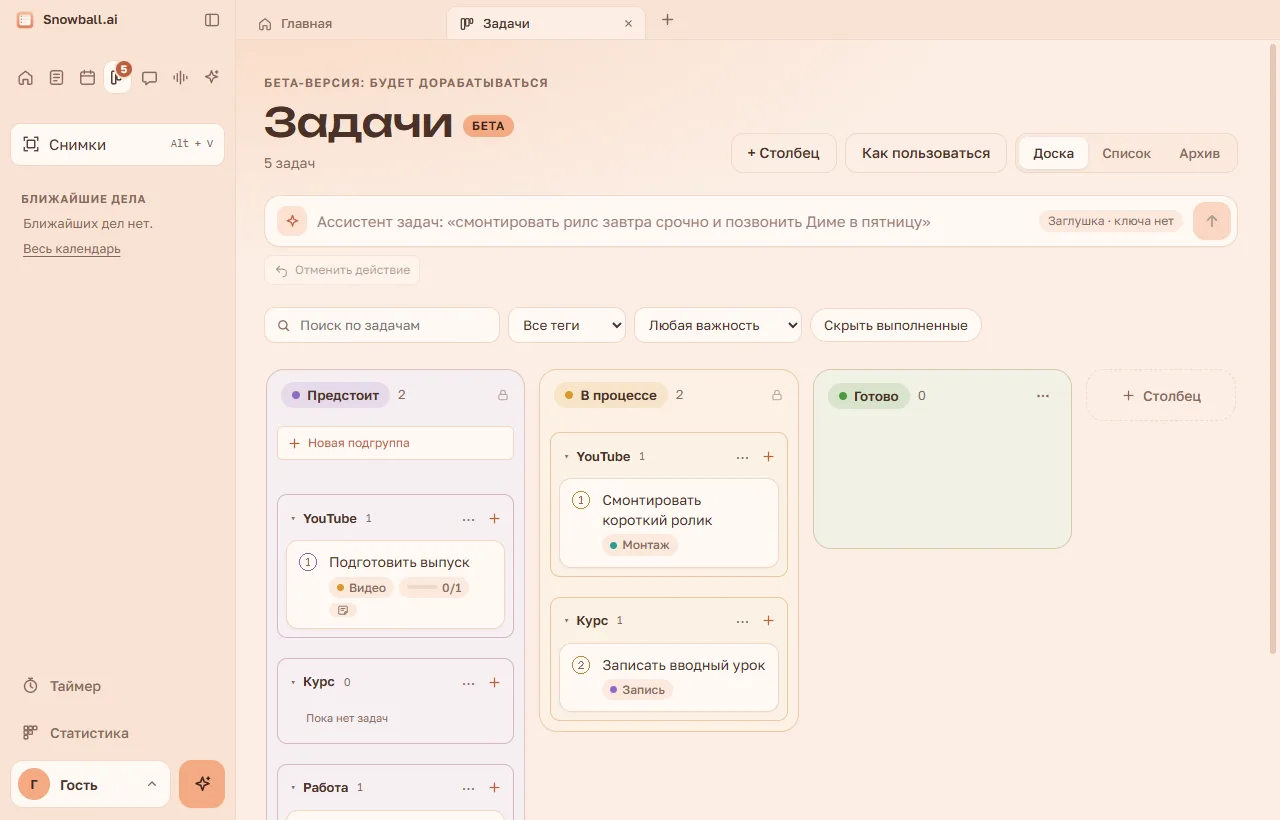 Snowball.ai
Главная
Задачи
5
Снимки
Alt + V
БЛИЖАЙШИЕ ДЕЛА
Ближайших дел нет.
Весь календарь
Таймер
Статистика
Г
Гость
БЕТА-ВЕРСИЯ: БУДЕТ ДОРАБАТЫВАТЬСЯ
Задачи
БЕТА
5 задач
+ Столбец
Как пользоваться
Доска
Список
Архив
Ассистент задач: «смонтировать рилс завтра срочно и позвонить Диме в пятницу»
Заглушка · ключа нет
Отменить действие
Поиск по задачам
Все теги
Любая важность
Скрыть выполненные
Предстоит 2
+ Новая подгруппа
YouTube 1
1 Подготовить выпуск
Видео
0/1
Курс 0
Пока нет задач
Работа 1
В процессе 2
YouTube 1
1 Смонтировать
короткий ролик
Монтаж
Курс 1
2 Записать вводный урок
Запись
Готово 0
+ Столбец